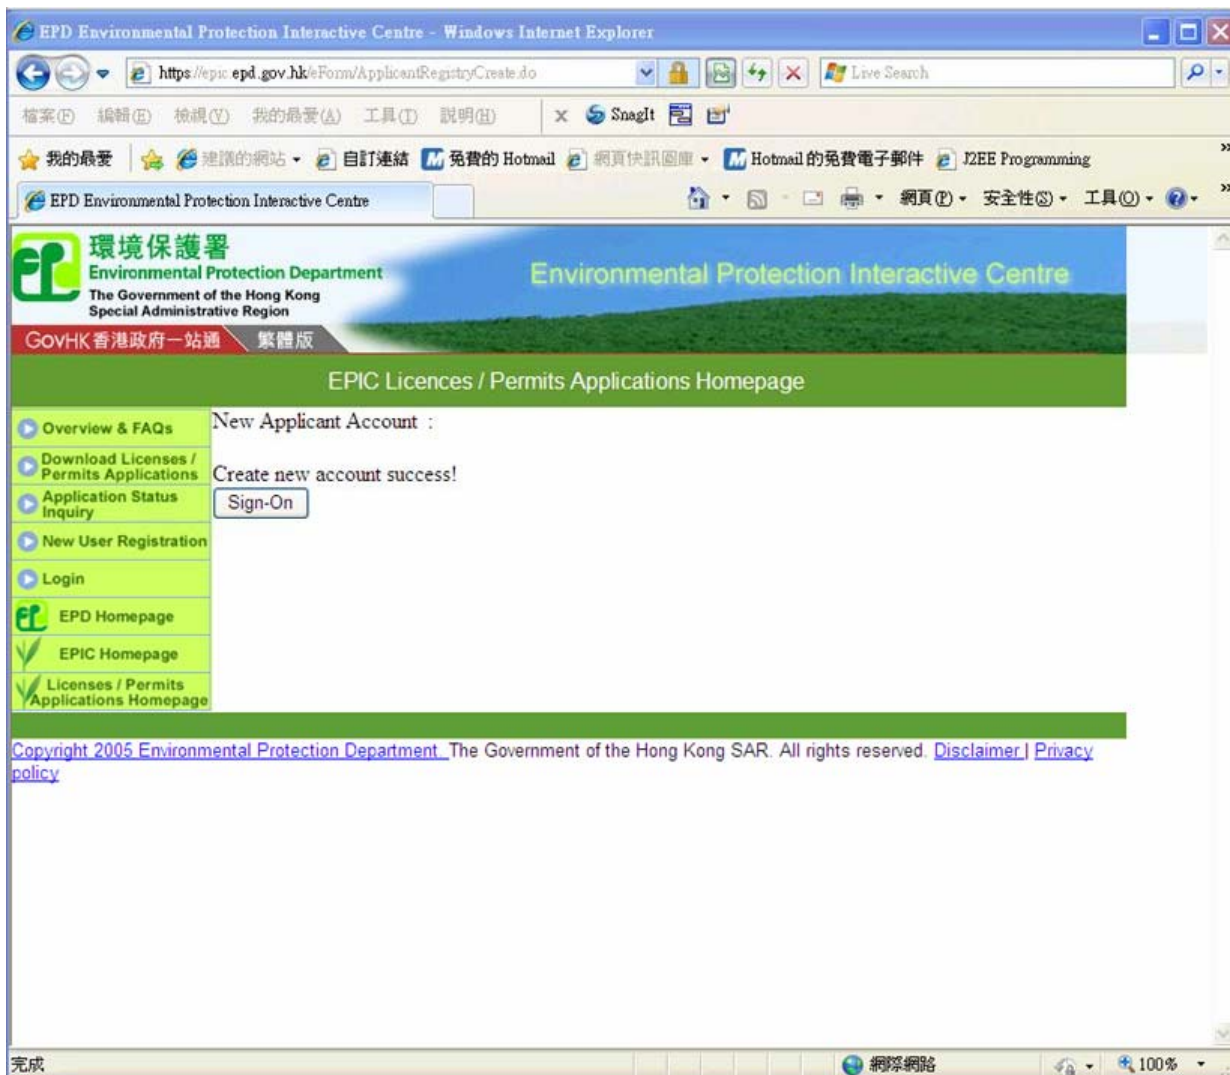 EPD Environmental Protection Interactive Centre - Windows Internet Explorer
https://epic.epd.gov.hk/eForm/ApplicantRegistryCreate.do Live Search
檔案(F) 編輯(E) 檢視(V) 我的最愛(A) 工具(T) 說明(H) x SnagIt
我的最愛 建議的網站 自訂連結 免費的 Hotmail 網頁快訊圖庫 Hotmail 的免費電子郵件 J2EE Programming »
EPD Environmental Protection Interactive Centre 網頁(P) 安全性(S) 工具(O) »
環境保護署
Environmental Protection Department
The Government of the Hong Kong
Special Administrative Region
Environmental Protection Interactive Centre
GovHK香港政府一站通 繁體版
EPIC Licences / Permits Applications Homepage
Overview & FAQs
Download Licenses /
Permits Applications
Application Status
Inquiry
New User Registration
Login
EPD Homepage
EPIC Homepage
Licenses / Permits
Applications Homepage
New Applicant Account :
Create new account success!
Sign-On
Copyright 2005 Environmental Protection Department. The Government of the Hong Kong SAR. All rights reserved. Disclaimer | Privacy
policy
完成 網際網路 100%